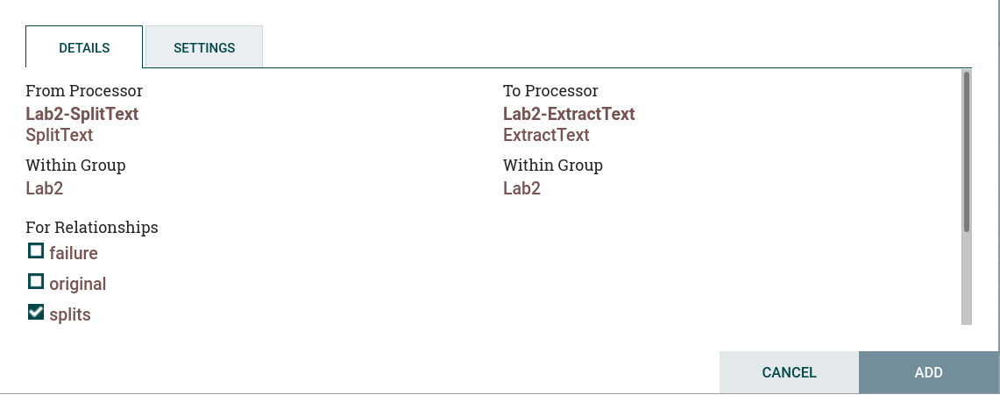 DETAILS
SETTINGS
From Processor
Lab2-SplitText
SplitText
Within Group
Lab2
To Processor
Lab2-ExtractText
ExtractText
Within Group
Lab2
For Relationships
failure
original
splits
CANCEL
ADD